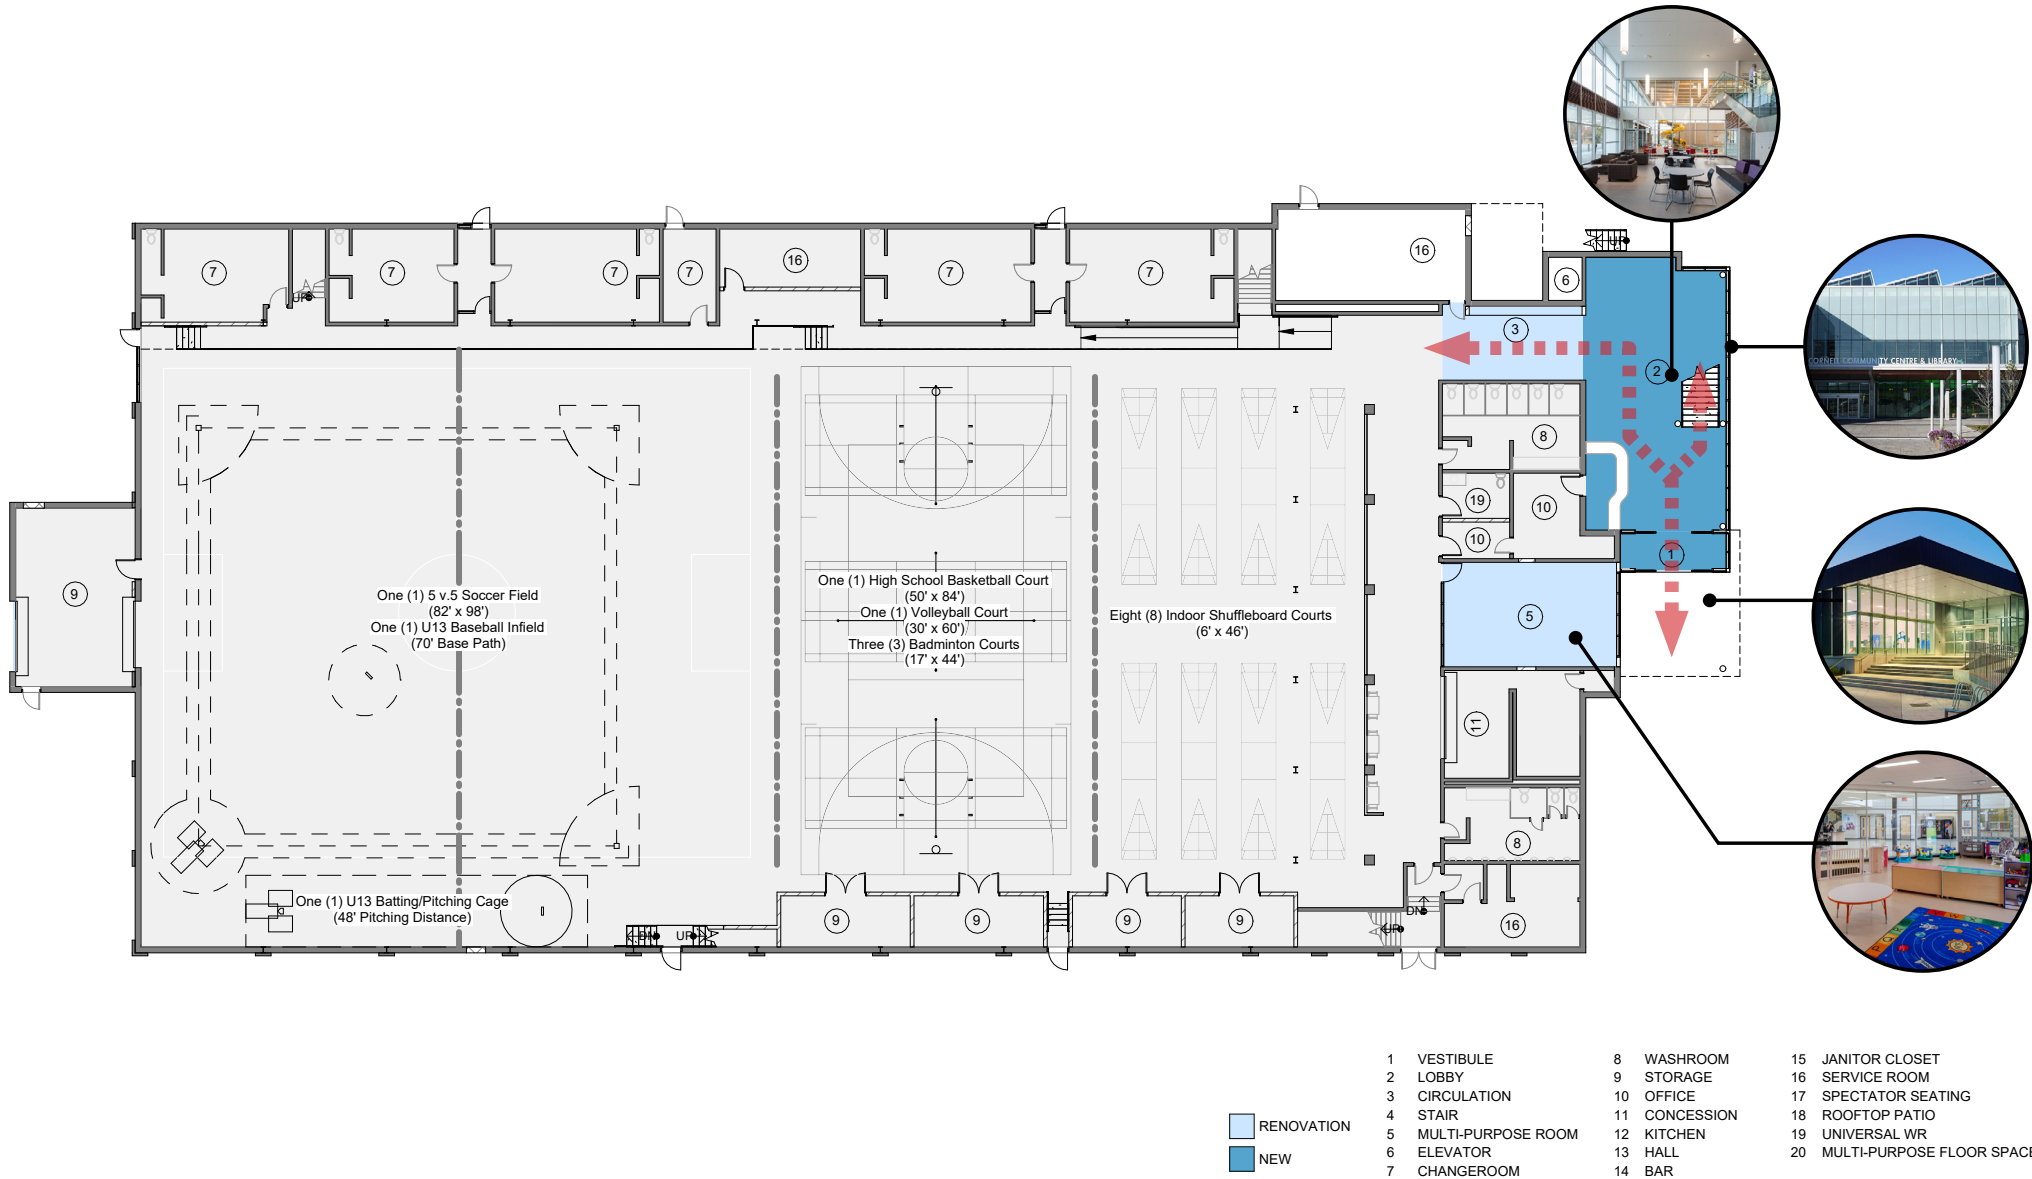 UP
16
6
7
7
7
7
16
7
7
UP
3
2
CORNELL COMMUNITY CENTRE & LIBRARY
8
19
10
10
1
9
One (1) 5 v.5 Soccer Field
(82' x 98')
One (1) U13 Baseball Infield
(70' Base Path)
One (1) High School Basketball Court
(50' x 84')
One (1) Volleyball Court
(30' x 60')
Three (3) Badminton Courts
(17' x 44')
Eight (8) Indoor Shuffleboard Courts
(6' x 46')
5
11
8
One (1) U13 Batting/Pitching Cage
(48' Pitching Distance)
DN
UP
9
9
9
9
UP
DN
16
RENOVATION
NEW
1 VESTIBULE
2 LOBBY
3 CIRCULATION
4 STAIR
5 MULTI-PURPOSE ROOM
6 ELEVATOR
7 CHANGEROOM
8 WASHROOM
9 STORAGE
10 OFFICE
11 CONCESSION
12 KITCHEN
13 HALL
14 BAR
15 JANITOR CLOSET
16 SERVICE ROOM
17 SPECTATOR SEATING
18 ROOFTOP PATIO
19 UNIVERSAL WR
20 MULTI-PURPOSE FLOOR SPACE